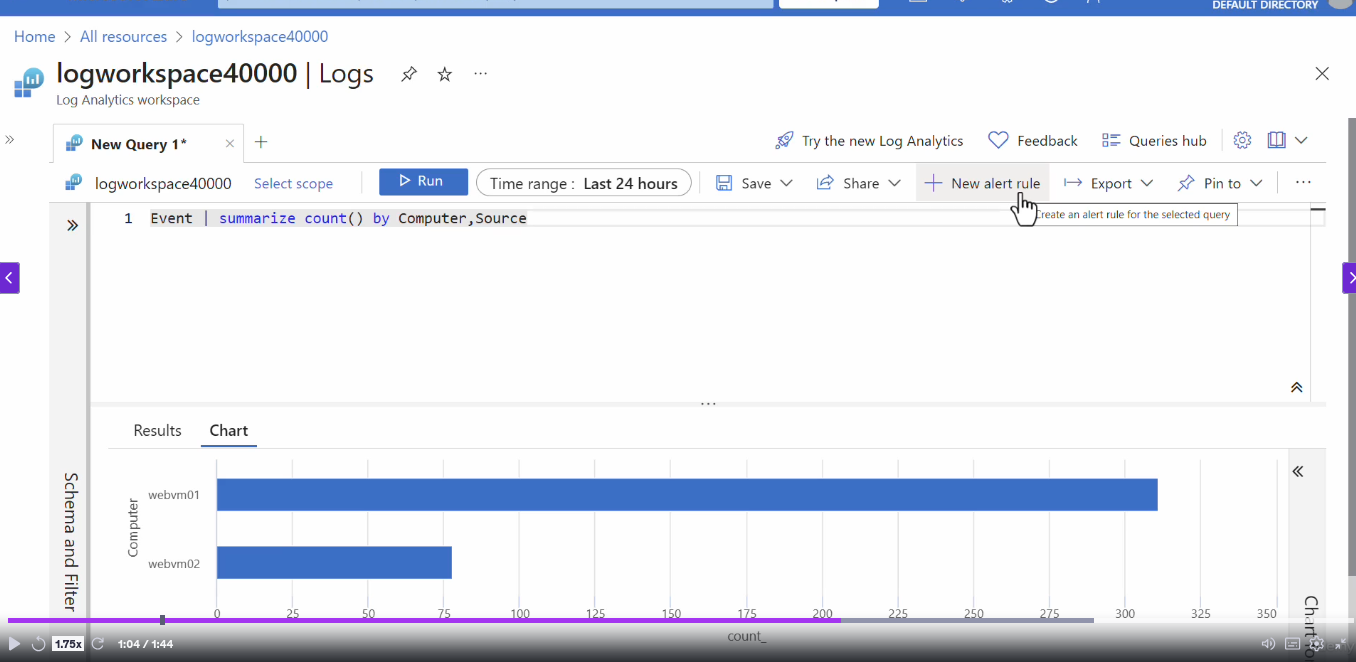 DEFAULT DIRECTORY
Home > All resources > logworkspace40000
logworkspace40000 | Logs
Log Analytics workspace
New Query 1*
Try the new Log Analytics
Feedback
Queries hub
logworkspace40000
Select scope
Run
Time range : Last 24 hours
Save
Share
New alert rule
Export
Pin to
1 Event | summarize count() by Computer,Source
Create an alert rule for the selected query
Results
Chart
Schema and Filter
Computer
webvm01
webvm02
0 25 50 75 100 125 150 175 200 225 250 275 300 325 350
count_
1.75x
1:04 / 1:44